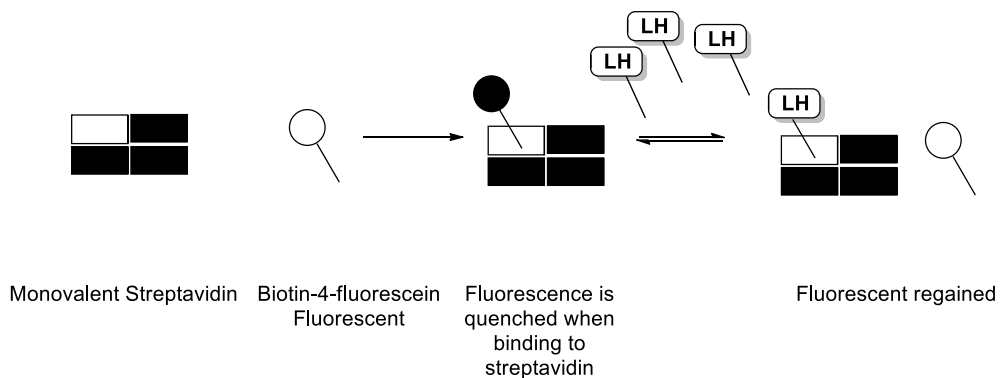 LH
LH
LH
LH
Monovalent Streptavidin
Biotin-4-fluorescein
Fluorescent
Fluorescence is
quenched when
binding to
streptavidin
Fluorescent regained